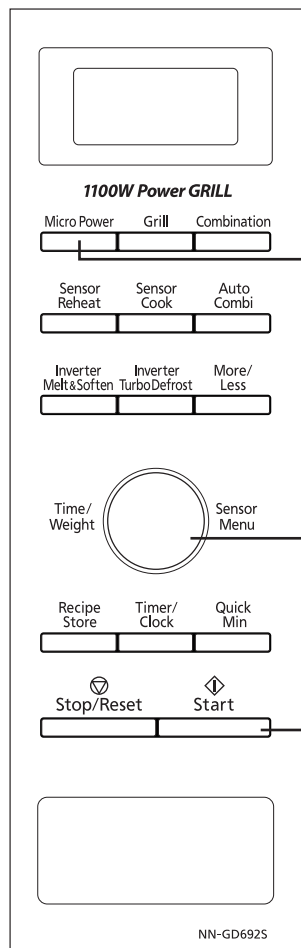 1100W Power GRILL
Micro Power Grill Combination
Sensor Sensor Auto
Reheat Cook Combi
Inverter Inverter More/
Melt&Soften TurboDefrost Less
Time/ Sensor
Weight Menu
Recipe Timer/ Quick
Store Clock Min
Stop/Reset Start
NN-GD692S